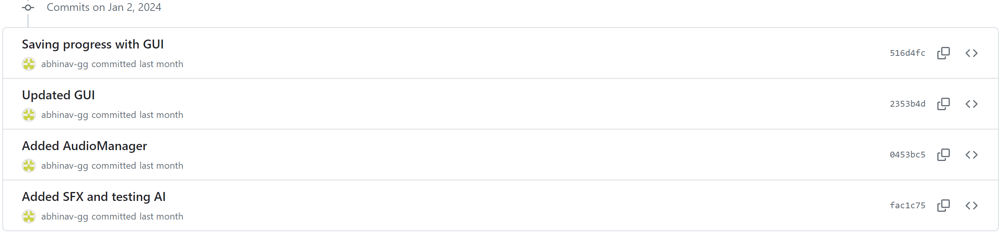 Commits on Jan 2, 2024
Saving progress with GUI
abhinav-gg committed last month
516d4fc
Updated GUI
abhinav-gg committed last month
2353b4d
Added AudioManager
abhinav-gg committed last month
0453bc5
Added SFX and testing AI
abhinav-gg committed last month
fac1c75